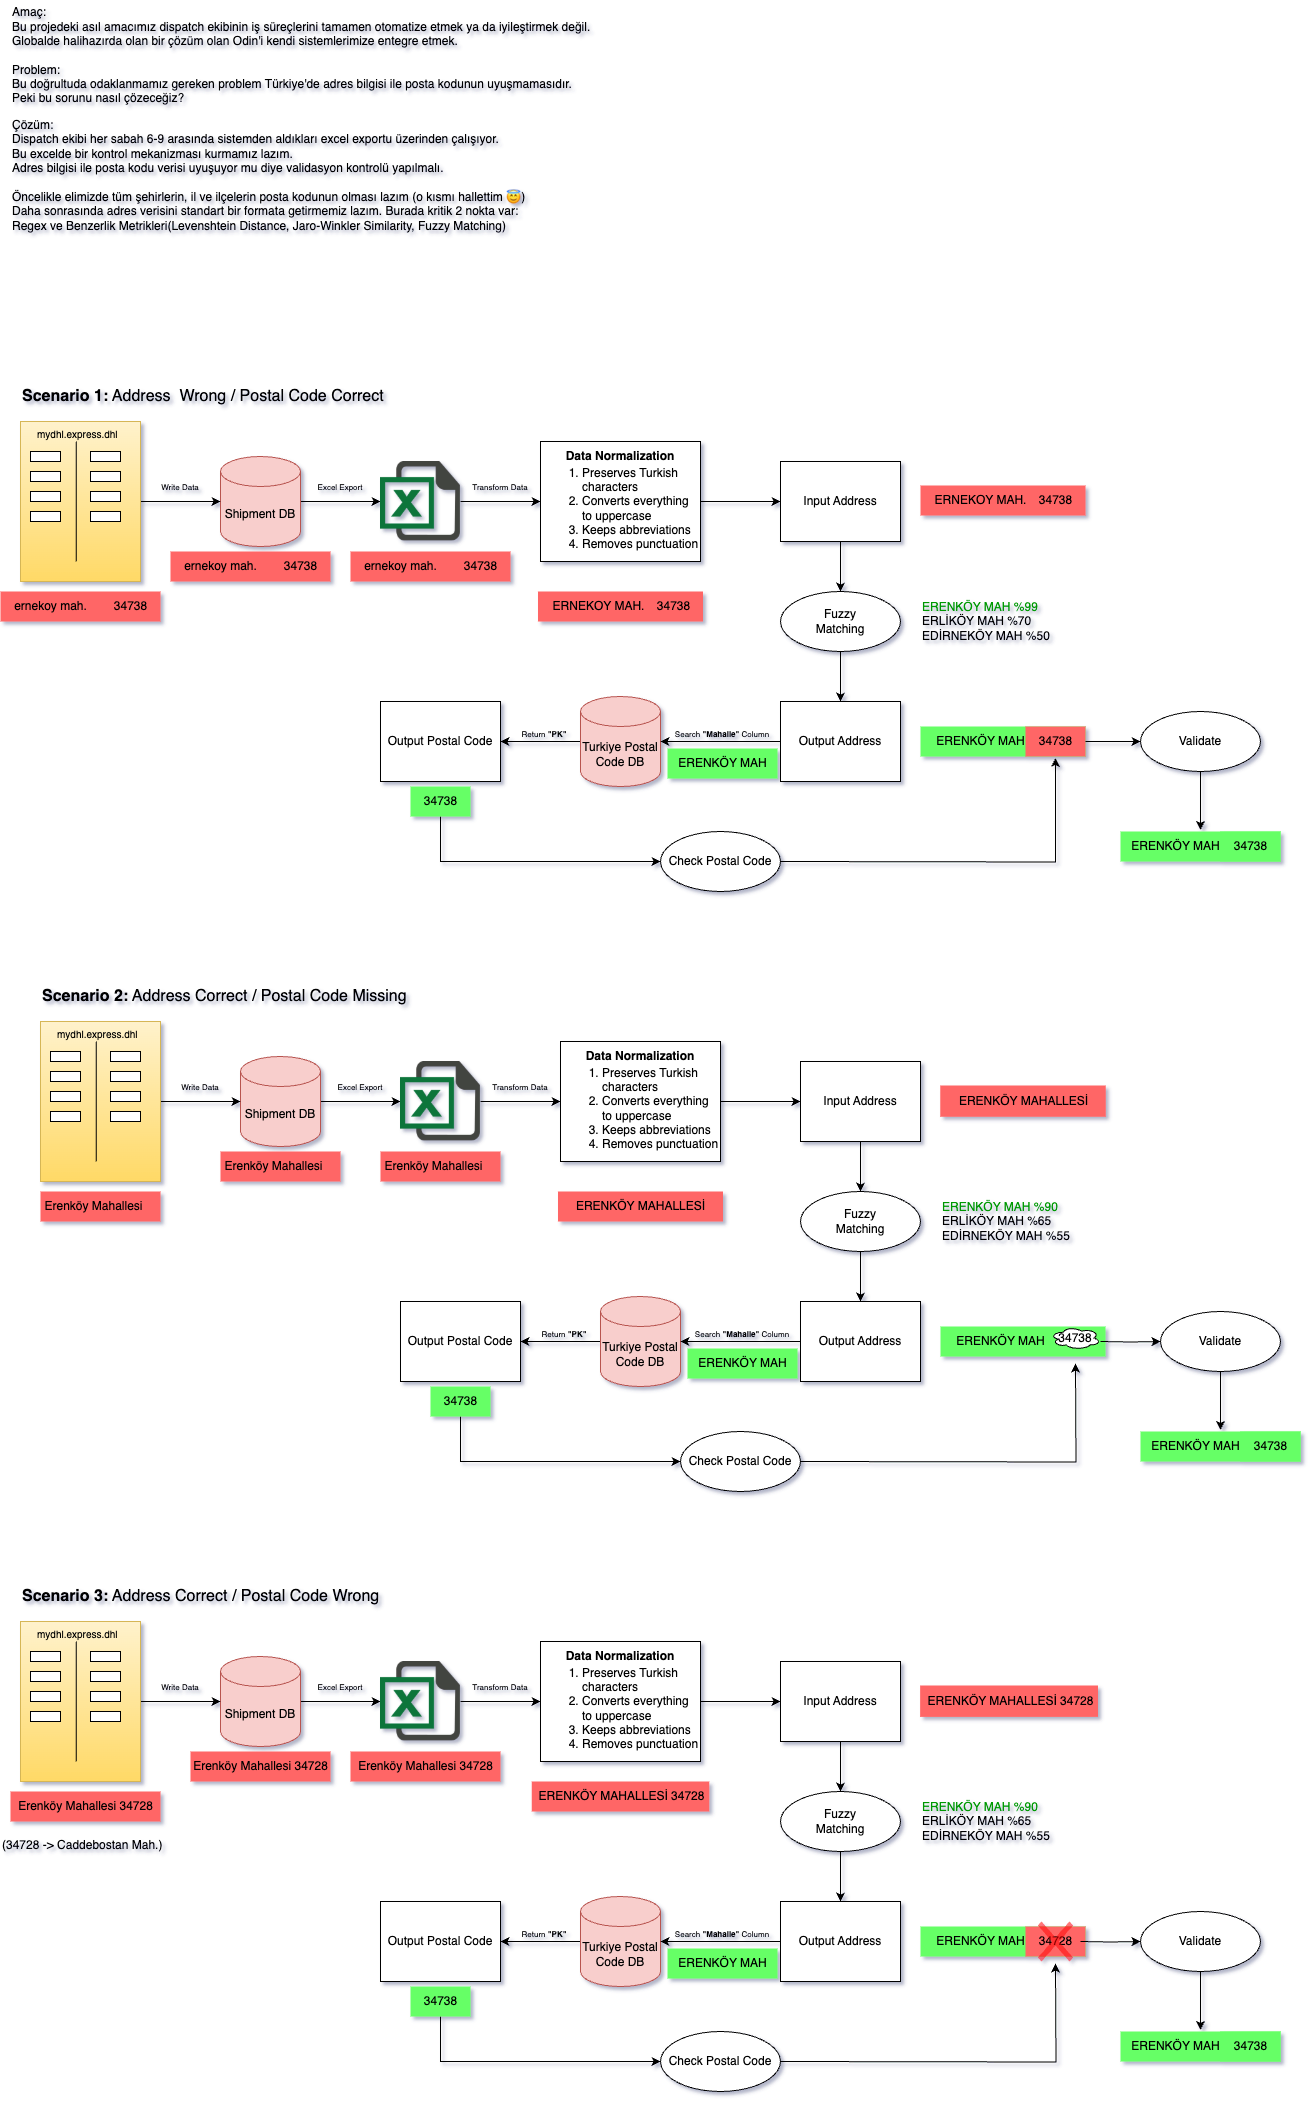 Amaç:
Bu projedeki asıl amacımız dispatch ekibinin iş süreçlerini tamamen otomatize etmek ya da iyileştirmek değil.
Globalde halihazırda olan bir çözüm olan Odin'i kendi sistemlerimize entegre etmek.
Problem:
Bu doğrultuda odaklanmamız gereken problem Türkiye'de adres bilgisi ile posta kodunun uyuşmamasıdır.
Peki bu sorunu nasıl çözeceğiz?
Çözüm:
Dispatch ekibi her sabah 6-9 arasında sistemden aldıkları excel exportu üzerinden çalışıyor.
Bu excelde bir kontrol mekanizması kurmamız lazım.
Adres bilgisi ile posta kodu verisi uyuşuyor mu diye validasyon kontrolü yapılmalı.
Öncelikle elimizde tüm şehirlerin, il ve ilçelerin posta kodunun olması lazım (o kısmı hallettim 😇)
Daha sonrasında adres verisini standart bir formata getirmemiz lazım. Burada kritik 2 nokta var:
Regex ve Benzerlik Metrikleri(Levenshtein Distance, Jaro-Winkler Similarity, Fuzzy Matching)
Scenario 1: Address Wrong / Postal Code Correct
mydhl.express.dhl
Write Data
Shipment DB
Excel Export
X
Transform Data
Data Normalization
1. Preserves Turkish
characters
2. Converts everything
to uppercase
3. Keeps abbreviations
4. Removes punctuation
Input Address
ERNEKOY MAH. 34738
ernekoy mah. 34738
ernekoy mah. 34738
ernekoy mah. 34738
ERNEKOY MAH. 34738
Fuzzy
Matching
ERENKÖY MAH %99
ERLİKÖY MAH %70
EDİRNEKÖY MAH %50
Output Postal Code
Return "PK"
Turkiye Postal
Code DB
Search "Mahalle" Column
ERENKÖY MAH
Output Address
ERENKÖY MAH 34738
Validate
34738
Check Postal Code
ERENKÖY MAH 34738
Scenario 2: Address Correct / Postal Code Missing
mydhl.express.dhl
Write Data
Shipment DB
Excel Export
X
Transform Data
Data Normalization
1. Preserves Turkish
characters
2. Converts everything
to uppercase
3. Keeps abbreviations
4. Removes punctuation
Input Address
ERENKÖY MAHALLESİ
Erenköy Mahallesi
Erenköy Mahallesi
Erenköy Mahallesi
ERENKÖY MAHALLESİ
Fuzzy
Matching
ERENKÖY MAH %90
ERLİKÖY MAH %65
EDİRNEKÖY MAH %55
Output Postal Code
Return "PK"
Turkiye Postal
Code DB
Search "Mahalle" Column
ERENKÖY MAH
Output Address
ERENKÖY MAH 34738
Validate
34738
Check Postal Code
ERENKÖY MAH 34738
Scenario 3: Address Correct / Postal Code Wrong
mydhl.express.dhl
Write Data
Shipment DB
Excel Export
X
Transform Data
Data Normalization
1. Preserves Turkish
characters
2. Converts everything
to uppercase
3. Keeps abbreviations
4. Removes punctuation
Input Address
ERENKÖY MAHALLESİ 34728
Erenköy Mahallesi 34728
Erenköy Mahallesi 34728
Erenköy Mahallesi 34728
ERENKÖY MAHALLESİ 34728
(34728 -> Caddebostan Mah.)
Fuzzy
Matching
ERENKÖY MAH %90
ERLİKÖY MAH %65
EDİRNEKÖY MAH %55
Output Postal Code
Return "PK"
Turkiye Postal
Code DB
Search "Mahalle" Column
ERENKÖY MAH
Output Address
ERENKÖY MAH 34728
Validate
34738
Check Postal Code
ERENKÖY MAH 34738